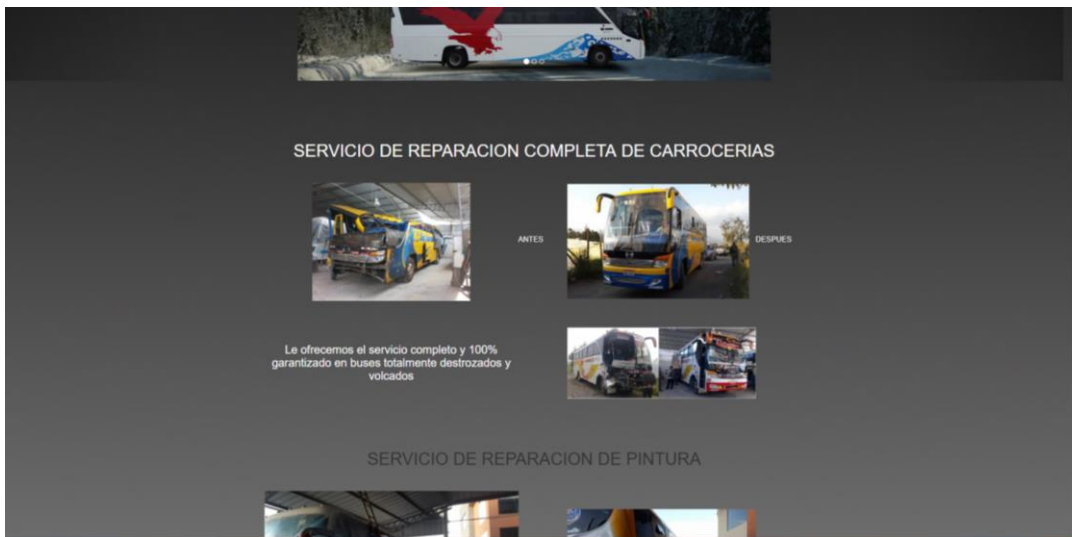 SERVICIO DE REPARACION COMPLETA DE CARROCERIAS
ANTES
DESPUES
Le ofrecemos el servicio completo y 100%
garantizado en buses totalmente destrozados y
volcados
SERVICIO DE REPARACION DE PINTURA